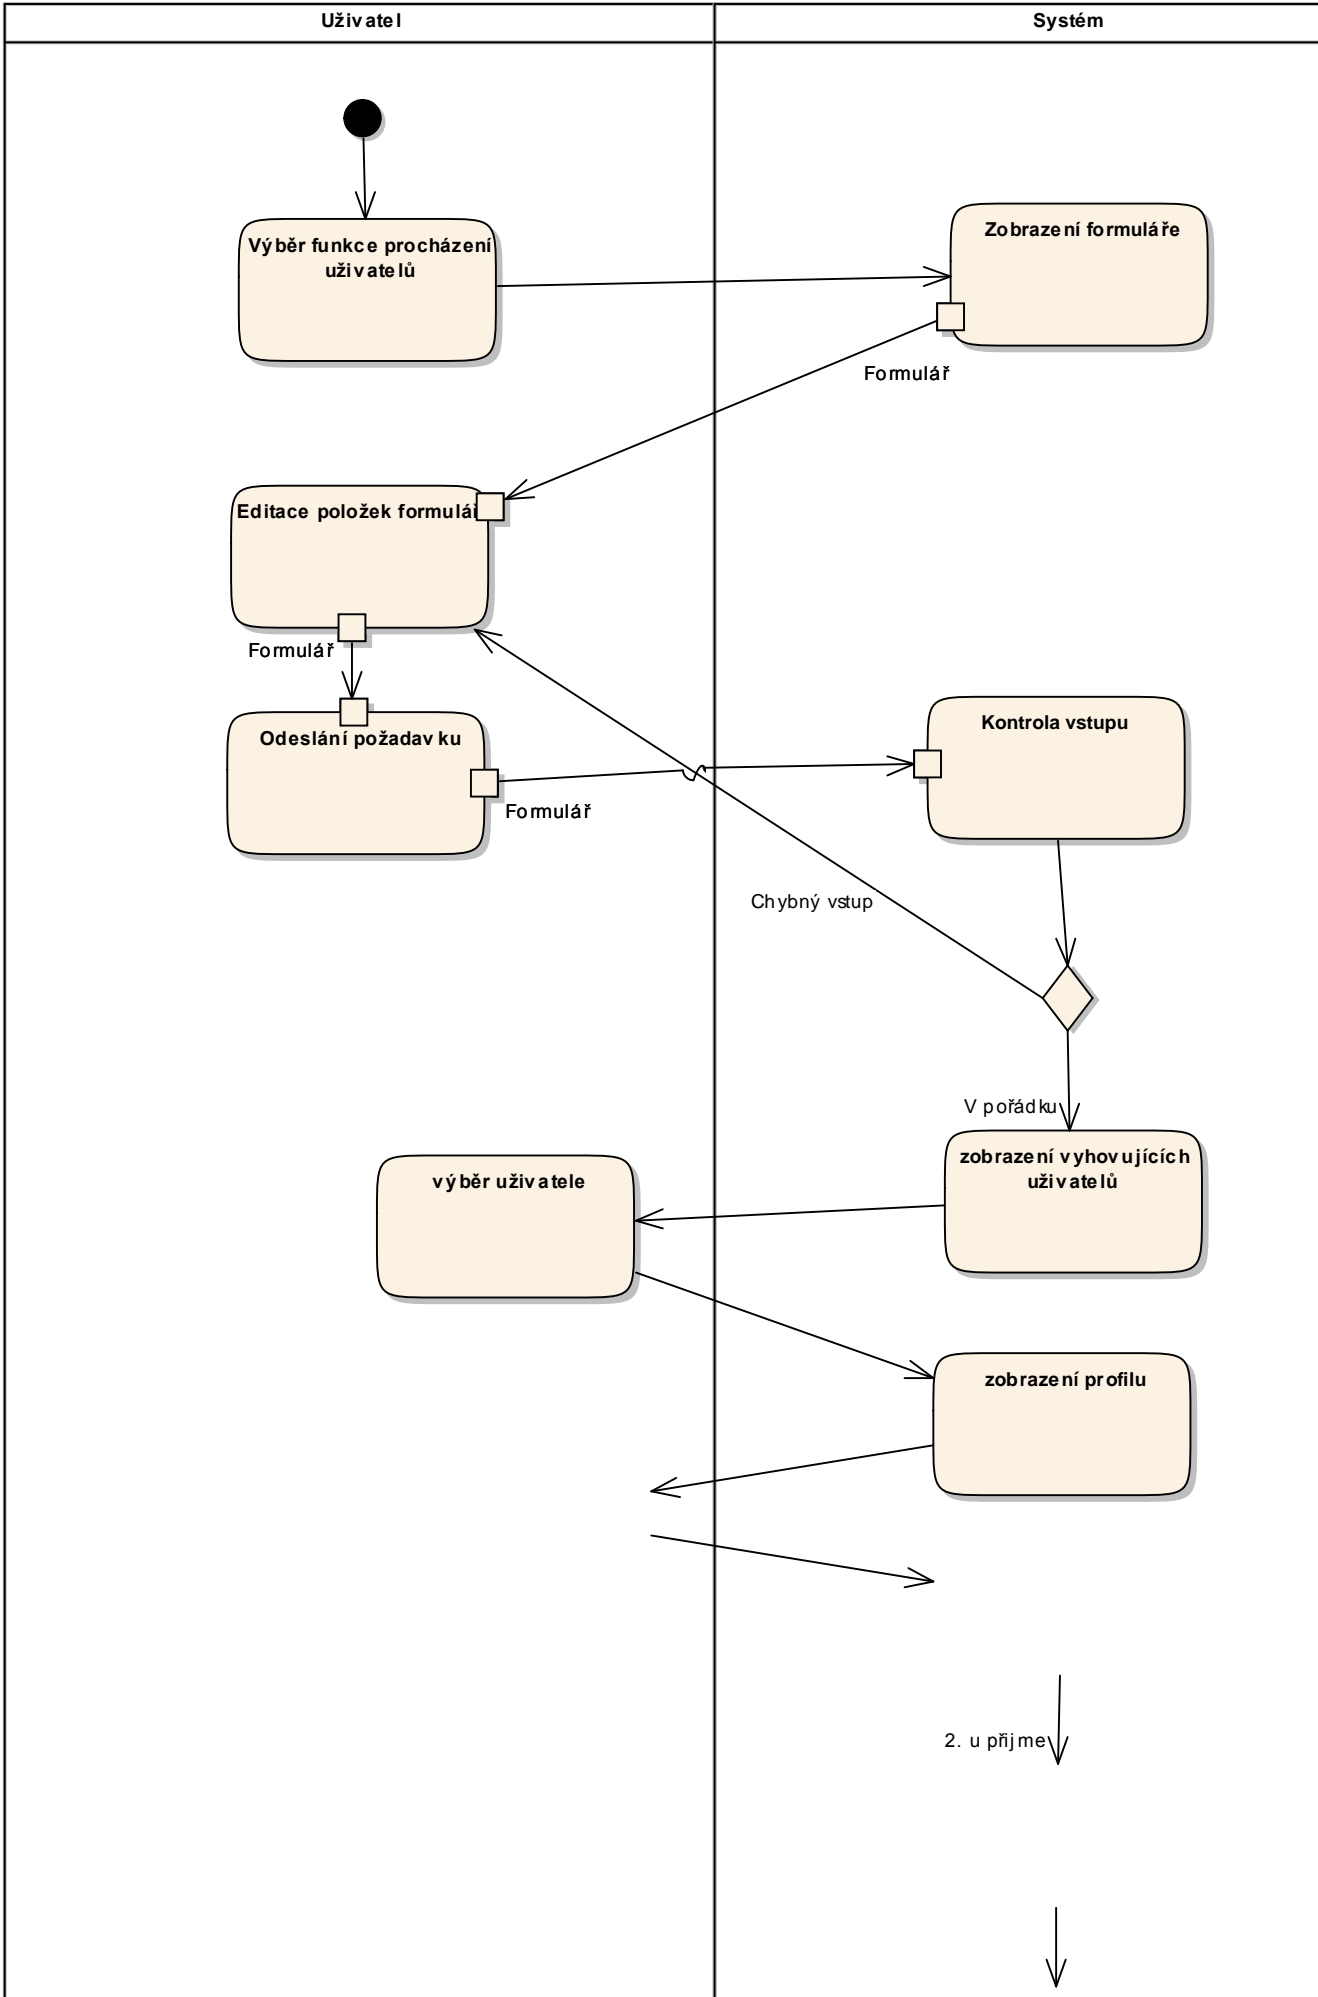 Uživatel
Systém
Výběr funkce procházení
uživatelů
Zobrazení formuláře
Formulář
Editace položek formulář
Formulář
Odeslání požadavku
Formulář
Kontrola vstupu
Chybný vstup
V pořádku
zobrazení vyhovujících
uživatelů
výběr uživatele
zobrazení profilu
2. u přijme